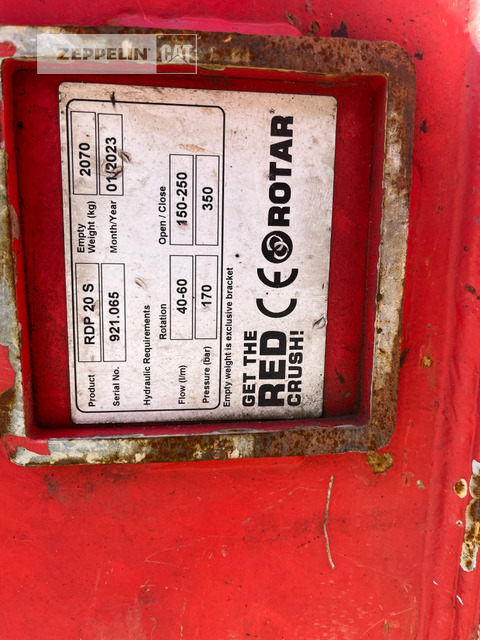 ZEPPELIN CAT
Product RDP 20 S Empty Weight (kg) 2070
Serial No. 921.065 Month/Year 01/2023
Hydraulic Requirements
Rotation Open / Close
Flow (l/m) 40-60 150-250
Pressure (bar) 170 350
Empty weight is exclusive bracket
GET THE
RED
CRUSH!
CE ROTAR